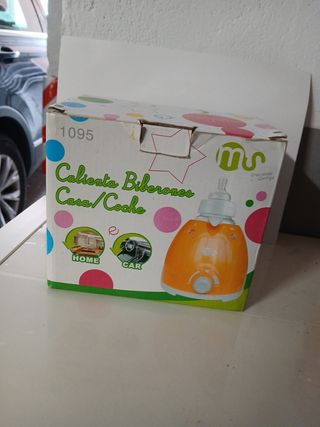 1095
ms
Calienta Biberones
Casa/Coche
HOME
CAR